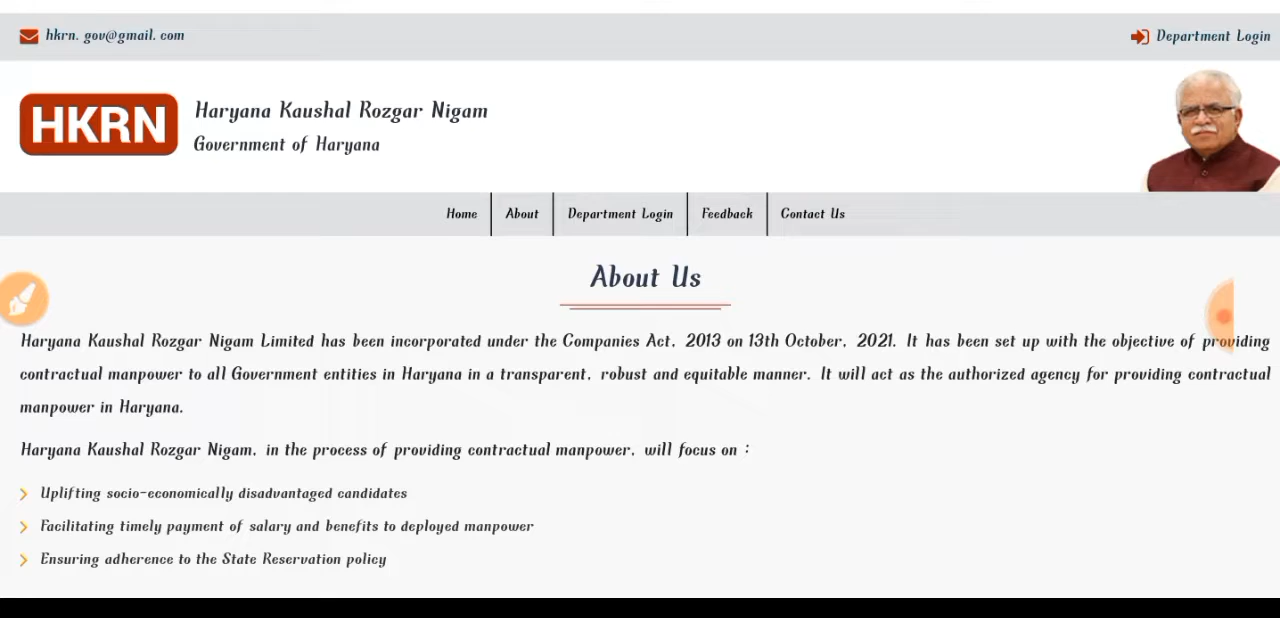 hkrn. gov@gmail. com
Department Login
HKRN
Haryana Kaushal Rozgar Nigam
Government of Haryana
Home
About
Department Login
Feedback
Contact Us
About Us
Haryana Kaushal Rozgar Nigam Limited has been incorporated under the Companies Act. 2013 on 13th October. 2021. It has been set up with the objective of providing
contractual manpower to all Government entities in Haryana in a transparent. robust and equitable manner. It will act as the authorized agency for providing contractual
manpower in Haryana.
Haryana Kaushal Rozgar Nigam. in the process of providing contractual manpower. will focus on :
Uplifting socio-economically disadvantaged candidates
Facilitating timely payment of salary and benefits to deployed manpower
Ensuring adherence to the State Reservation policy